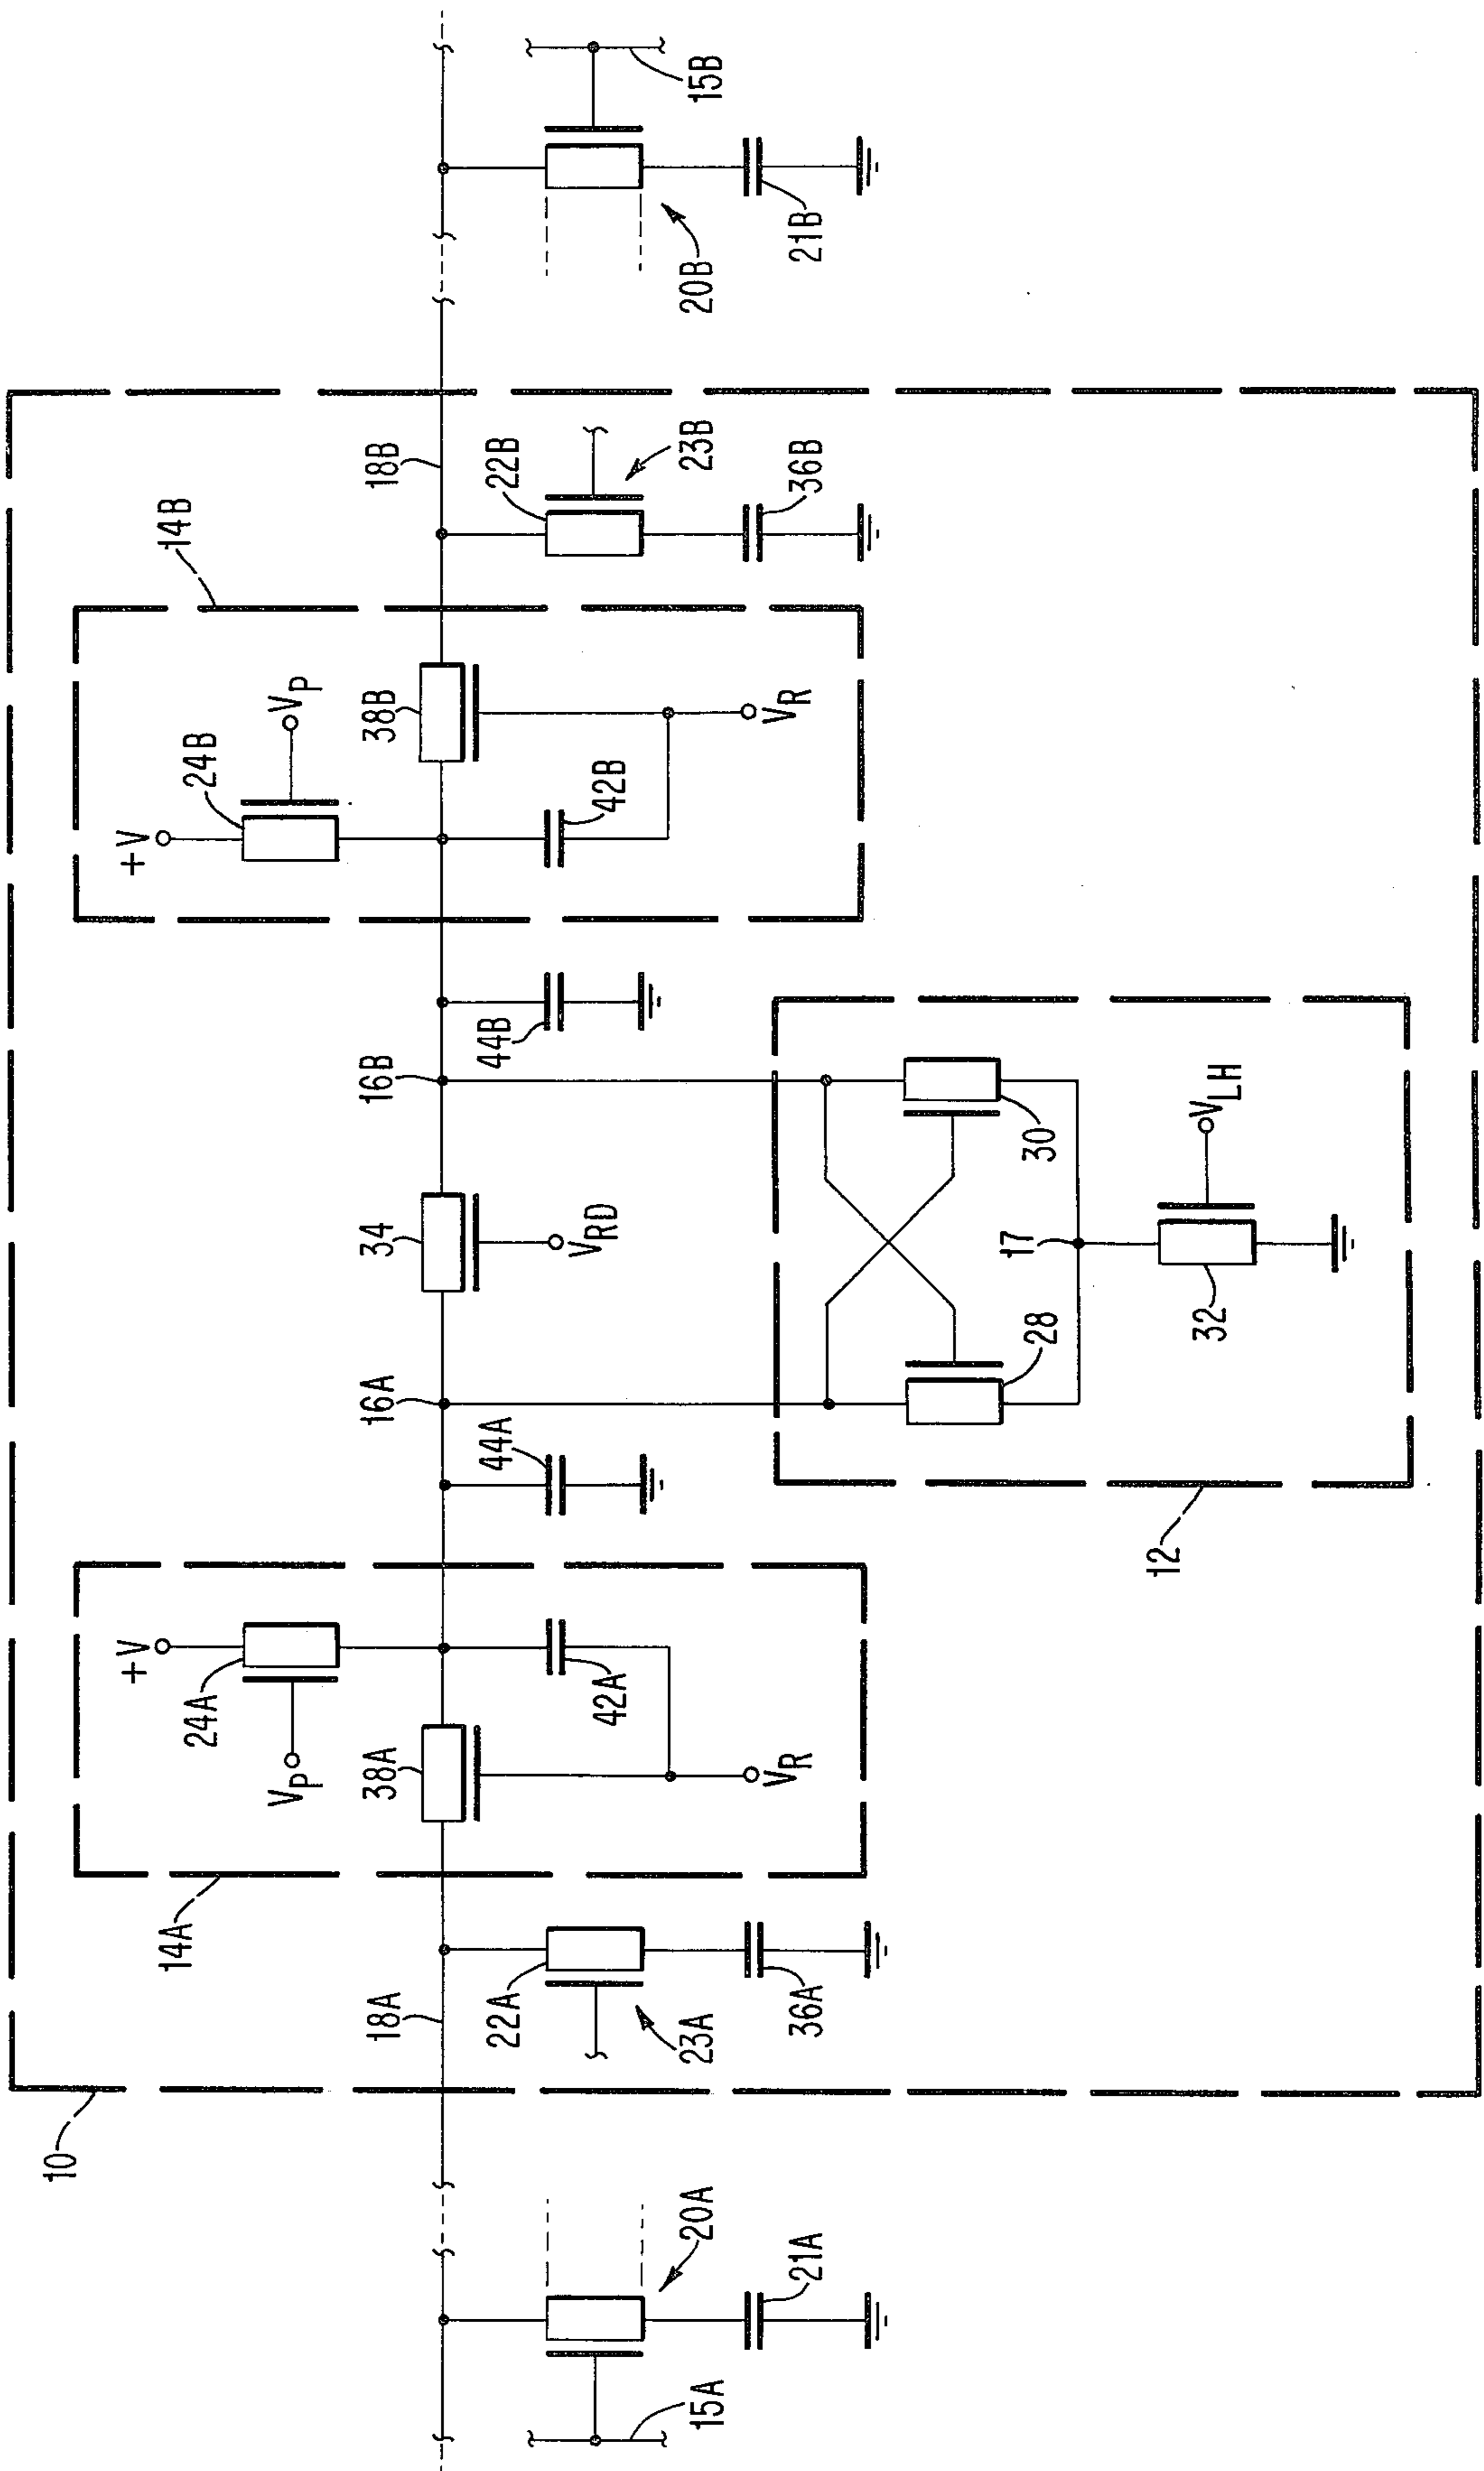 10
14A
14B
+V
+V
24A
24B
VP
VP
18A
38A
16A
34
16B
38B
18B
22A
42A
44A
VRD
44B
42B
22B
15A
20A
23A
23B
20B
15B
21A
36A
VR
VR
36B
21B
28
17
30
32
VLH
12